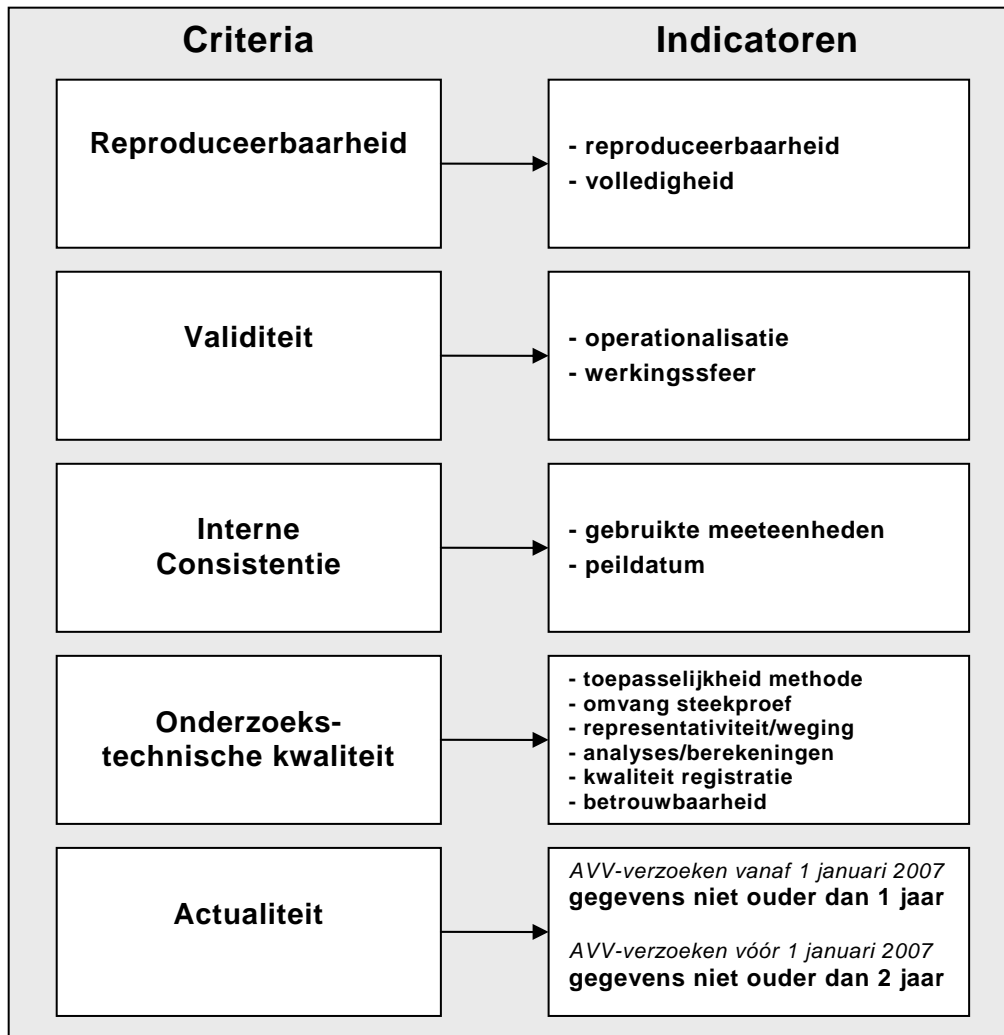 Criteria
Indicatoren
Reproduceerbaarheid
- reproduceerbaarheid
- volledigheid
Validiteit
- operationalisatie
- werkingssfeer
Interne
Consistentie
- gebruikte meeteenheden
- peildatum
Onderzoeks-
technische kwaliteit
- toepasselijkheid methode
- omvang steekproef
- representativiteit/weging
- analyses/berekeningen
- kwaliteit registratie
- betrouwbaarheid
Actualiteit
AVV-verzoeken vanaf 1 januari 2007
gegevens niet ouder dan 1 jaar
AVV-verzoeken vóór 1 januari 2007
gegevens niet ouder dan 2 jaar